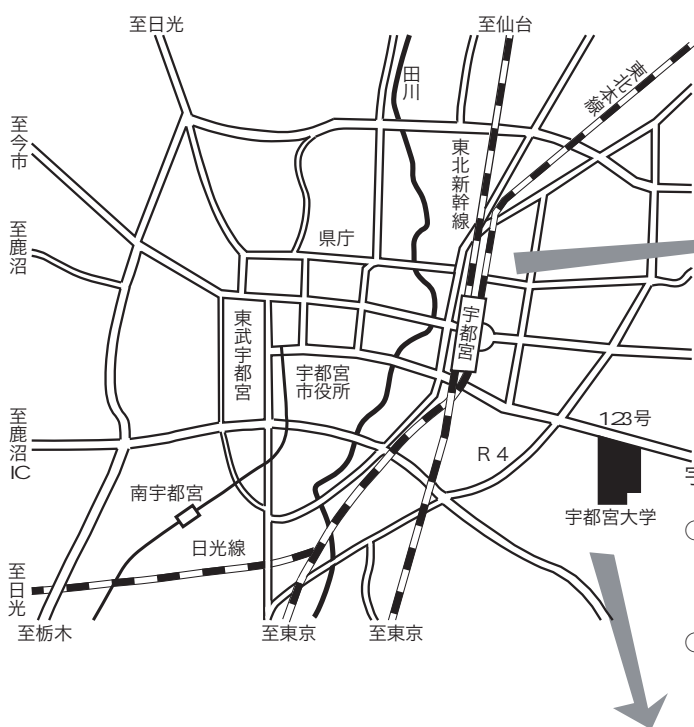 至日光
至仙台
田川
東北本線
至今市
東北新幹線
至鹿沼
県庁
宇都宮
東武宇都宮
宇都宮
市役所
至鹿沼
IC
123号
R4
宇都宮大学
南宇都宮
日光線
至日光
至栃木
至東京
至東京